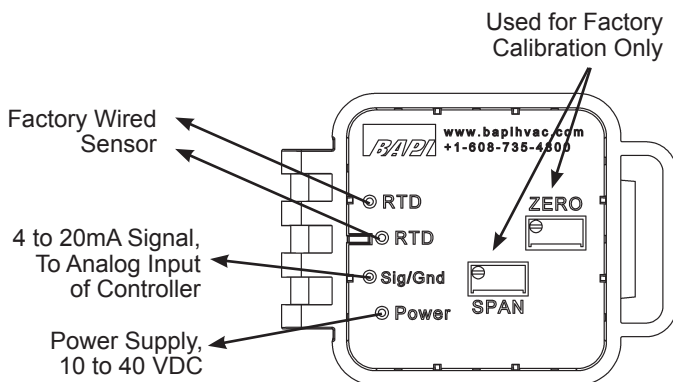 Used for Factory
Calibration Only
Factory Wired
Sensor
BAPI
www.bapihvac.com
+1-608-735-4800
RTD
ZERO
RTD
4 to 20mA Signal,
To Analog Input
of Controller
Sig/Gnd
SPAN
Power
Power Supply,
10 to 40 VDC